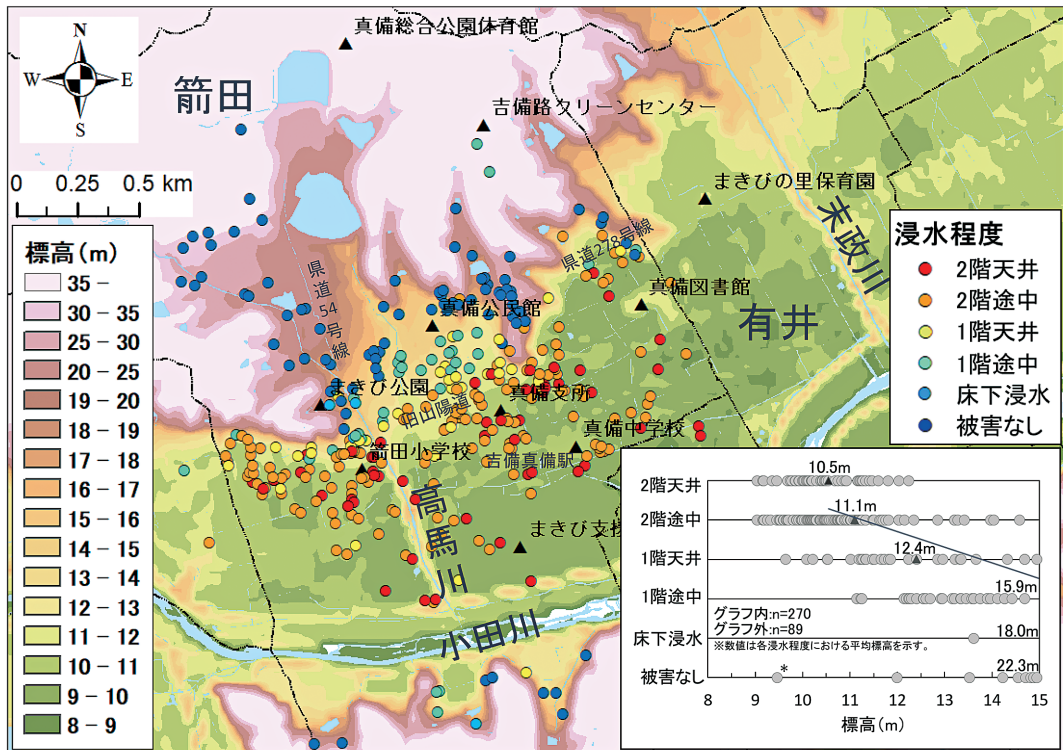 真備総合公園体育館
N
W
E
S
箭田
吉備路クリーンセンター
0 0.25 0.5 km
まきびの里保育園
末政川
標高(m)
35 -
30 - 35
25 - 30
20 - 25
19 - 20
18 - 19
17 - 18
16 - 17
15 - 16
14 - 15
13 - 14
12 - 13
11 - 12
10 - 11
9 - 10
8 - 9
県道54号線
県道278号線
真備公民館
真備図書館
有井
まきび公園
旧山陽道
真備支所
真備中学校
箭田小学校
吉備真備駅
高馬川
まきび支援
小田川
浸水程度
2階天井
2階途中
1階天井
1階途中
床下浸水
被害なし
2階天井
10.5m
2階途中
11.1m
1階天井
12.4m
1階途中
15.9m
グラフ内:n=270
グラフ外:n=89
※数値は各浸水程度における平均標高を示す。
床下浸水
18.0m
被害なし
*
22.3m
8 9 10 11 12 13 14 15
標高(m)